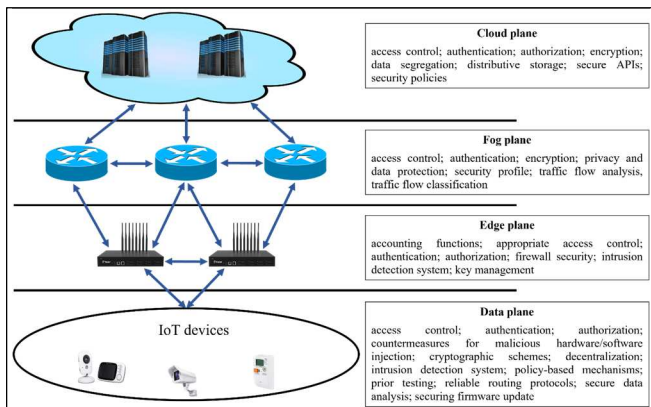 Cloud plane
access control; authentication; authorization; encryption;
data segregation; distributive storage; secure APIs;
security policies
Fog plane
access control; authentication; encryption; privacy and
data protection; security profile; traffic flow analysis,
traffic flow classification
Edge plane
accounting functions; appropriate access control;
authentication; authorization; firewall security; intrusion
detection system; key management
IoT devices
Data plane
access control; authentication; authorization;
countermeasures for malicious hardware/software
injection; cryptographic schemes; decentralization;
intrusion detection system; policy-based mechanisms;
prior testing; reliable routing protocols; secure data
analysis; securing firmware update